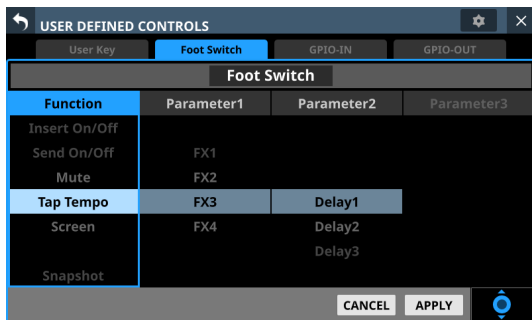 USER DEFINED CONTROLS
User Key Foot Switch GPIO-IN GPIO-OUT
Foot Switch
Function Parameter1 Parameter2 Parameter3
Insert On/Off
Send On/Off FX1
Mute FX2
Tap Tempo FX3 Delay1
Screen FX4 Delay2
Delay3
Snapshot
CANCEL APPLY